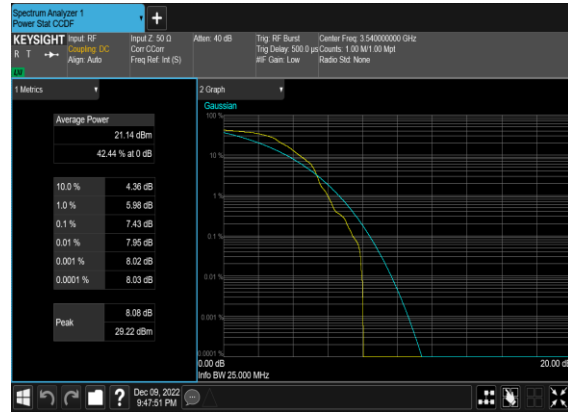 Spectrum Analyzer 1
Power Stat CCDF
KEYSIGHT
R T
LW
Input: RF
Coupling: DC
Align: Auto
Input Z: 50 Ω
Corr CCorr
Freq Ref: Int (S)
Atten: 40 dB
Trig: RF Burst
Trig Delay: 500.0 µs
#IF Gain: Low
Center Freq: 3.540000000 GHz
Counts: 1.00 M/1.00 Mpt
Radio Std: None
1 Metrics
Average Power
21.14 dBm
42.44 % at 0 dB
10.0 % 4.36 dB
1.0 % 5.98 dB
0.1 % 7.43 dB
0.01 % 7.95 dB
0.001 % 8.02 dB
0.0001 % 8.03 dB
Peak
8.08 dB
29.22 dBm
2 Graph
Gaussian
100 %
10 %
1 %
0.1 %
0.01 %
0.001 %
0.0001 %
0.00 dB 20.00 dB
Info BW 25.000 MHz
Dec 09, 2022
9:47:51 PM